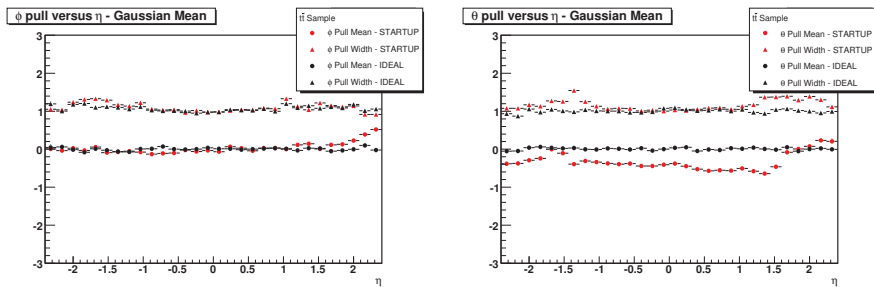 φ pull versus η - Gaussian Mean
tt̄ Sample
φ Pull Mean - STARTUP
φ Pull Width - STARTUP
φ Pull Mean - IDEAL
φ Pull Width - IDEAL
3
2
1
0
-1
-2
-3
-2 -1.5 -1 -0.5 0 0.5 1 1.5 2
η
θ pull versus η - Gaussian Mean
tt̄ Sample
θ Pull Mean - STARTUP
θ Pull Width - STARTUP
θ Pull Mean - IDEAL
θ Pull Width - IDEAL
3
2
1
0
-1
-2
-3
-2 -1.5 -1 -0.5 0 0.5 1 1.5 2
η